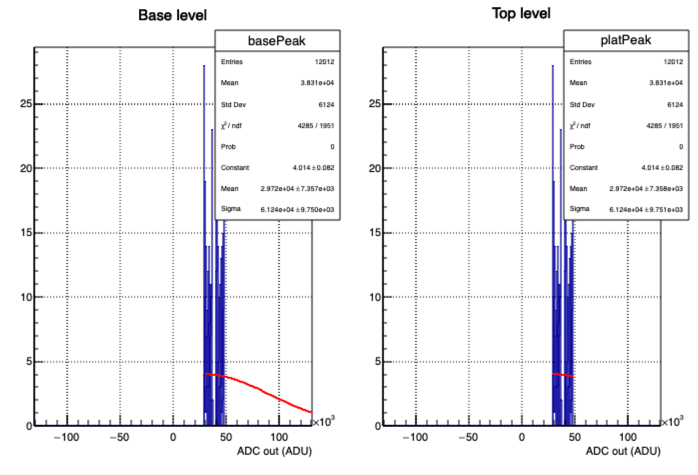 Base level
basePeak
Entries 12012
Mean 3.831e+04
Std Dev 6124
χ²/ ndf 4285 / 1951
Prob 0
Constant 4.014 ±0.082
Mean 2.972e+04 ±7.357e+03
Sigma 6.124e+04 ±9.750e+03
25
20
15
10
5
0
−100 −50 0 50 100
×10³
ADC out (ADU)
Top level
platPeak
Entries 12012
Mean 3.831e+04
Std Dev 6124
χ²/ ndf 4285 / 1951
Prob 0
Constant 4.014 ±0.082
Mean 2.972e+04 ±7.358e+03
Sigma 6.124e+04 ±9.751e+03
25
20
15
10
5
0
−100 −50 0 50 100
×10³
ADC out (ADU)